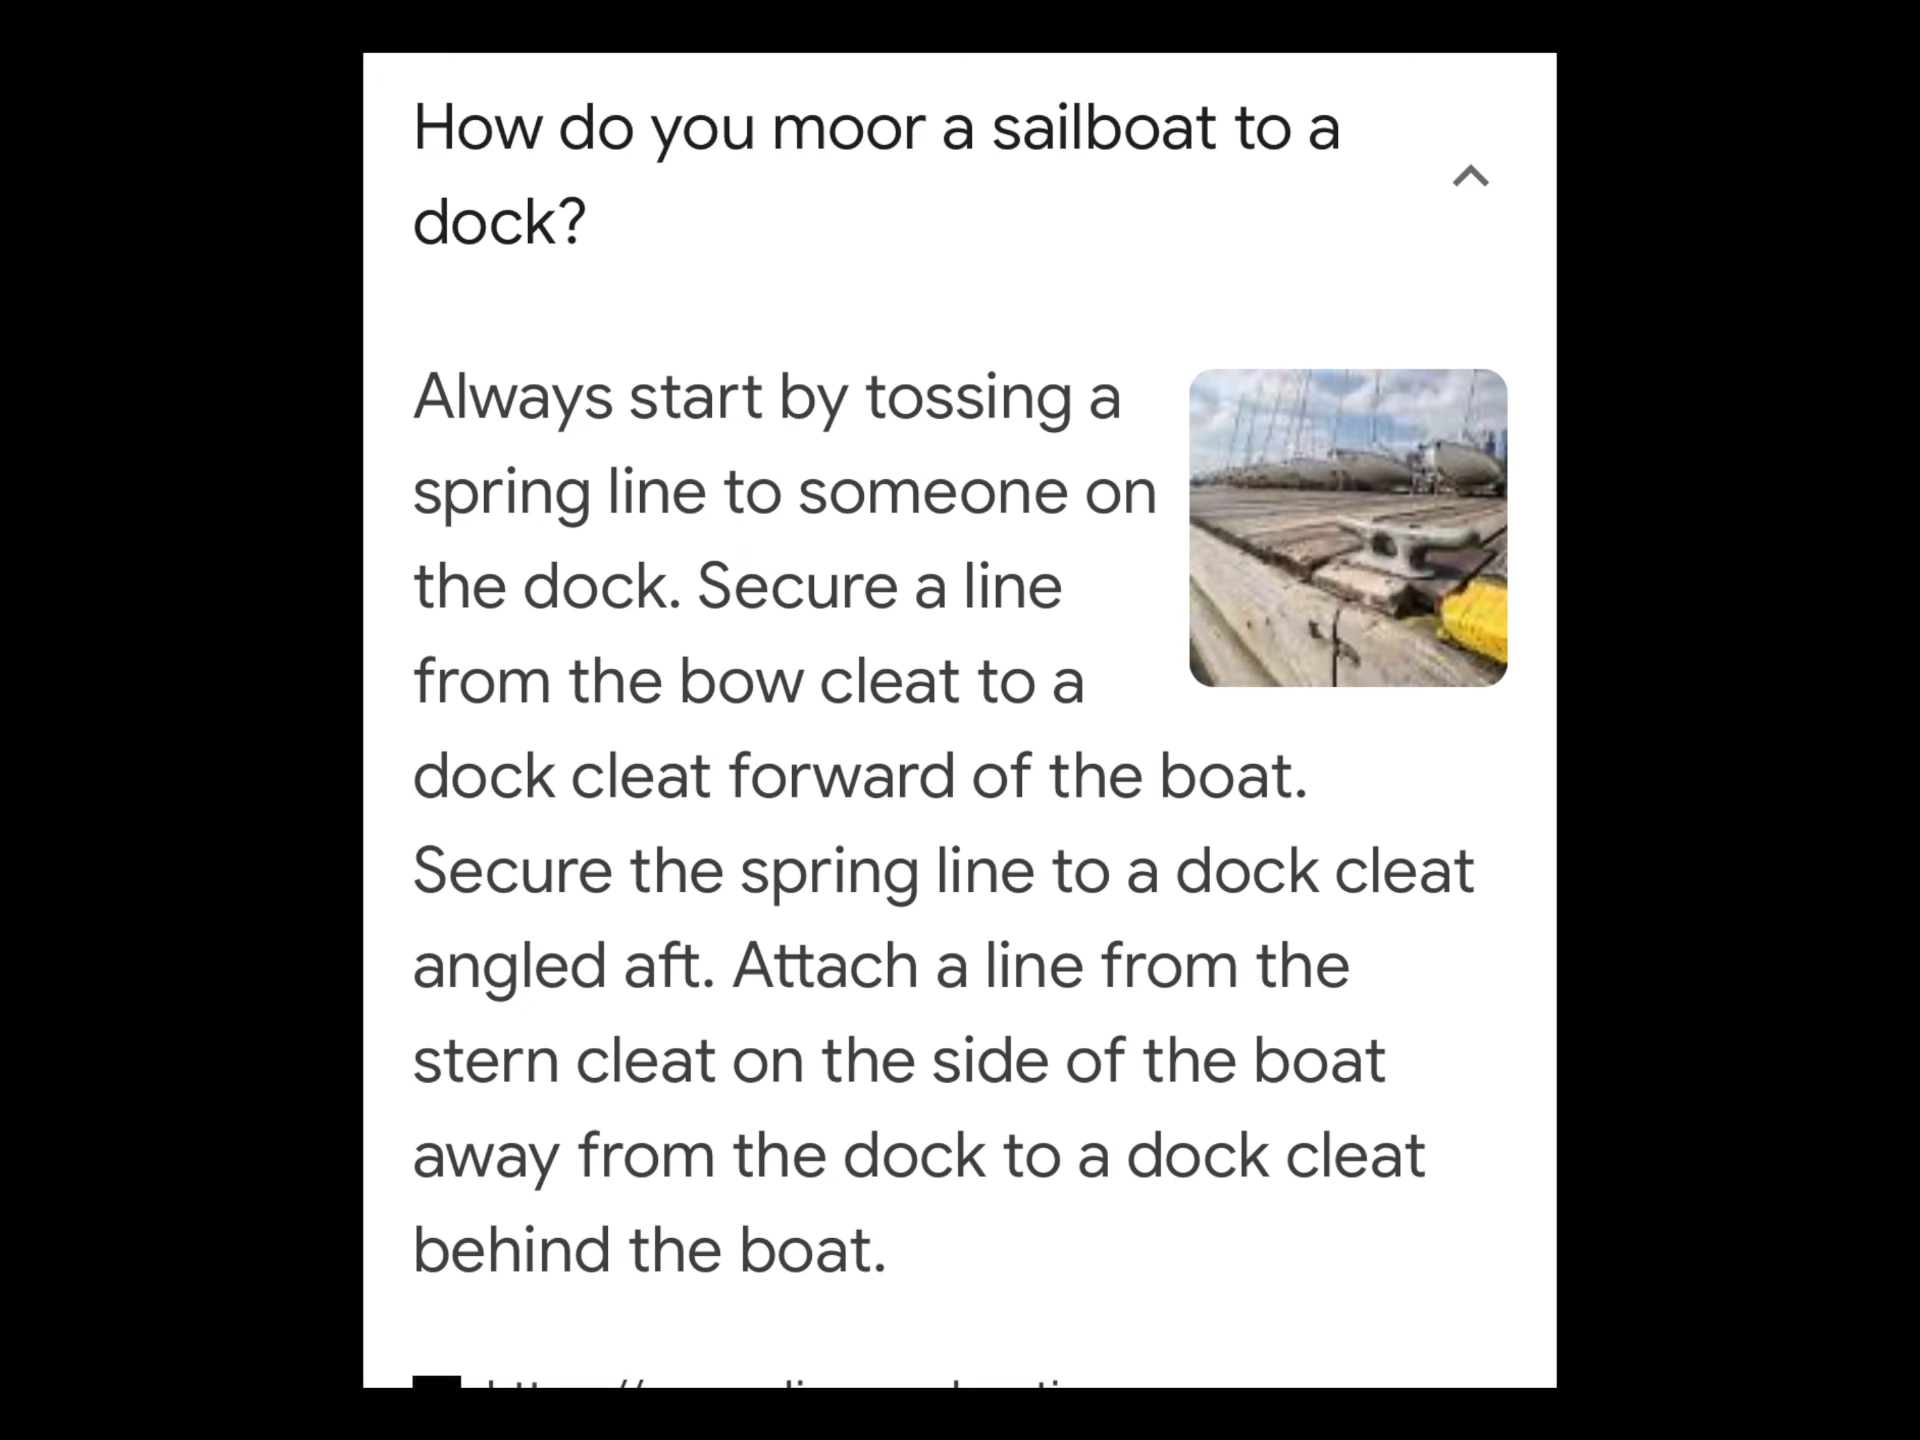 How do you moor a sailboat to a
dock?
Always start by tossing a
spring line to someone on
the dock. Secure a line
from the bow cleat to a
dock cleat forward of the boat.
Secure the spring line to a dock cleat
angled aft. Attach a line from the
stern cleat on the side of the boat
away from the dock to a dock cleat
behind the boat.